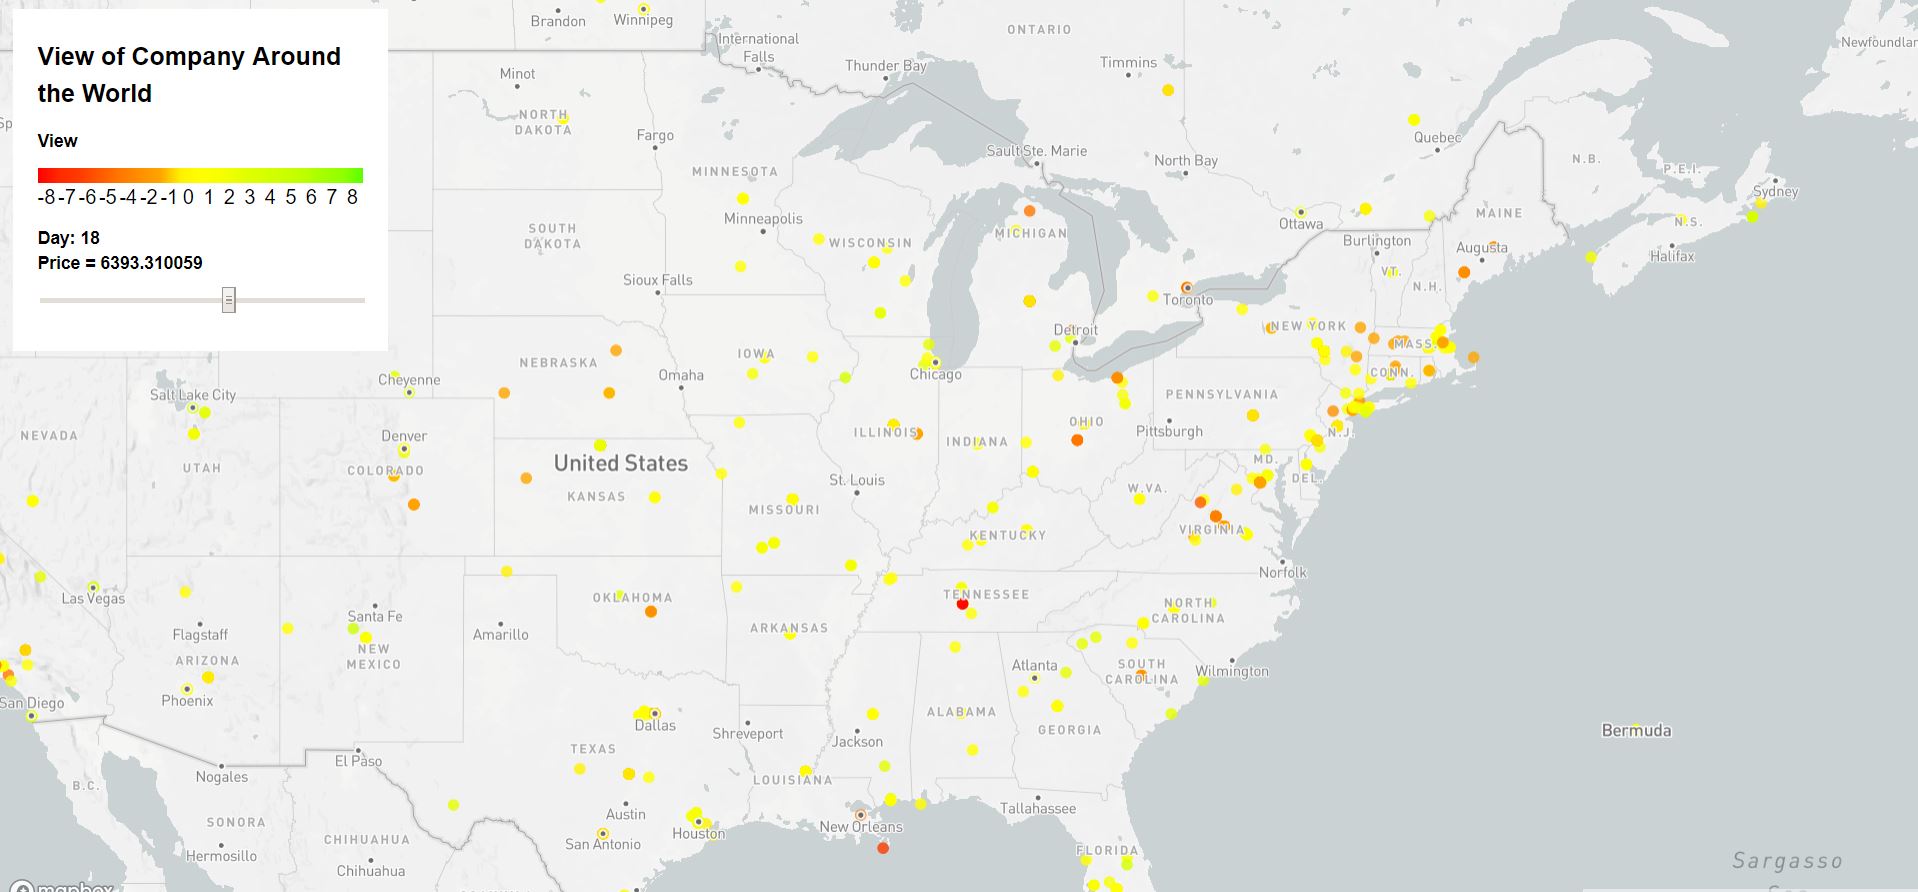 View of Company Around
the World
View
-8 -7 -6 -5 -4 -2 -1 0 1 2 3 4 5 6 7 8
Day: 18
Price = 6393.310059
Brandon
Winnipeg
International
Falls
ONTARIO
Newfoundlan
Thunder Bay
Timmins
Minot
NORTH
DAKOTA
Fargo
Quebec
Sault Ste. Marie
North Bay
N.B.
P.E.I.
MINNESOTA
Sydney
Minneapolis
Ottawa
MAINE
N.S.
SOUTH
DAKOTA
WISCONSIN
MICHIGAN
Burlington
Augusta
Halifax
Sioux Falls
VT.
N.H.
Toronto
Detroit
NEW YORK
MASS.
IOWA
NEBRASKA
Omaha
Chicago
CONN.
Cheyenne
Salt Lake City
PENNSYLVANIA
NEVADA
Denver
ILLINOIS
INDIANA
OHIO
Pittsburgh
N.J.
UTAH
COLORADO
United States
MD.
DEL.
KANSAS
St. Louis
W.VA.
MISSOURI
KENTUCKY
VIRGINIA
Norfolk
Las Vegas
OKLAHOMA
TENNESSEE
NORTH
CAROLINA
Santa Fe
Flagstaff
Amarillo
ARKANSAS
NEW
MEXICO
ARIZONA
Atlanta
SOUTH
CAROLINA
Wilmington
Phoenix
San Diego
Dallas
ALABAMA
GEORGIA
Bermuda
Shreveport
Jackson
TEXAS
El Paso
Nogales
LOUISIANA
B.C.
Austin
Tallahassee
SONORA
Houston
New Orleans
CHIHUAHUA
San Antonio
Hermosillo
FLORIDA
Chihuahua
Sargasso
mapbox